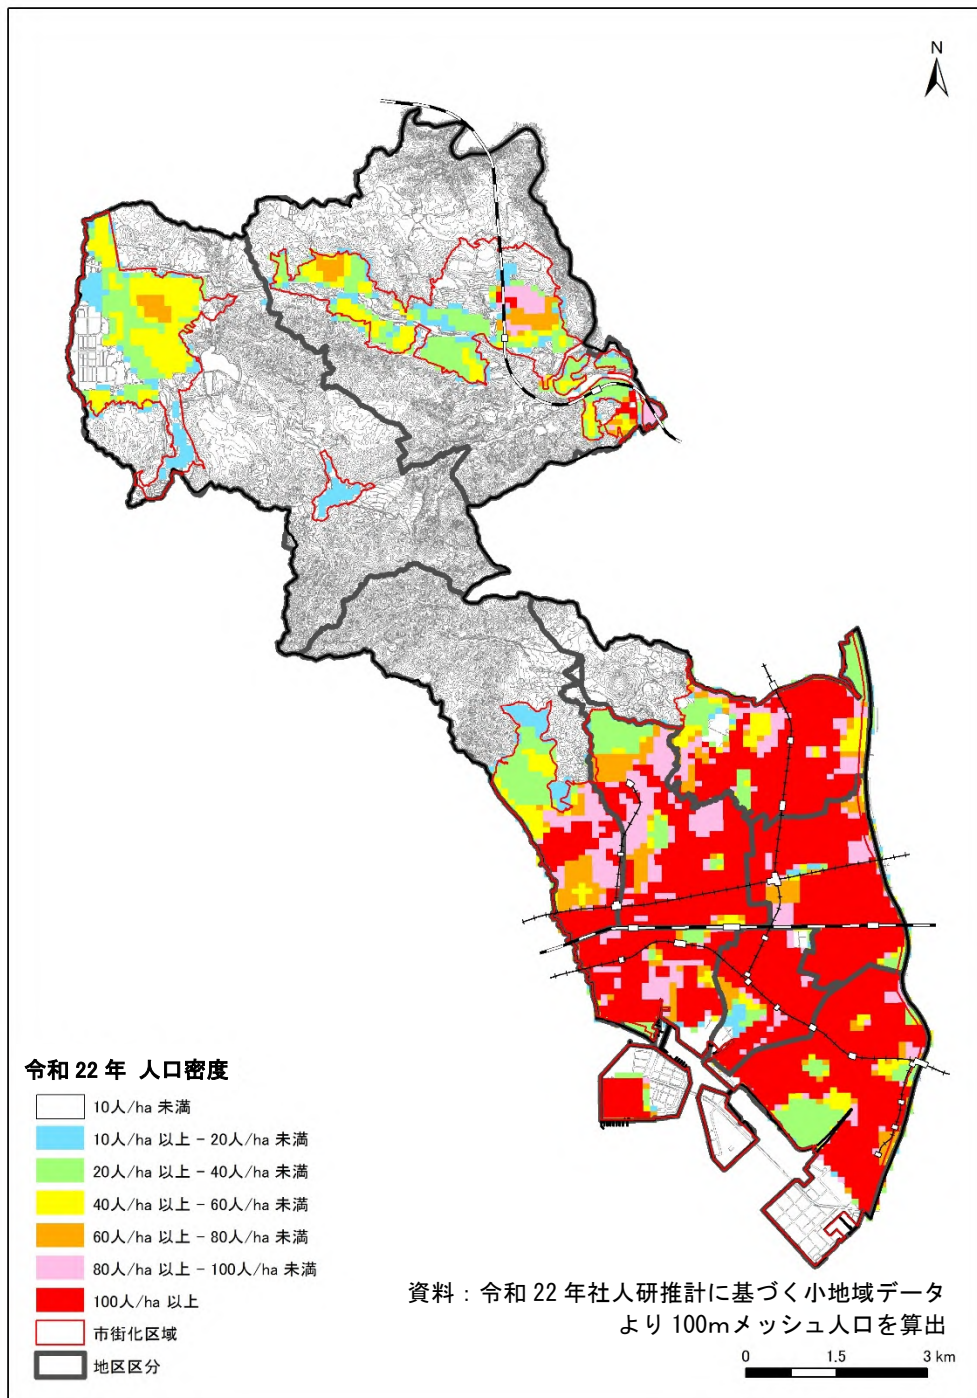 N
令和 22 年 人口密度
10人/ha 未満
10人/ha 以上 - 20人/ha 未満
20人/ha 以上 - 40人/ha 未満
40人/ha 以上 - 60人/ha 未満
60人/ha 以上 - 80人/ha 未満
80人/ha 以上 - 100人/ha 未満
100人/ha 以上
市街化区域
地区区分
資料：令和 22 年社人研推計に基づく小地域データ
より 100mメッシュ人口を算出
0 1.5 3 km